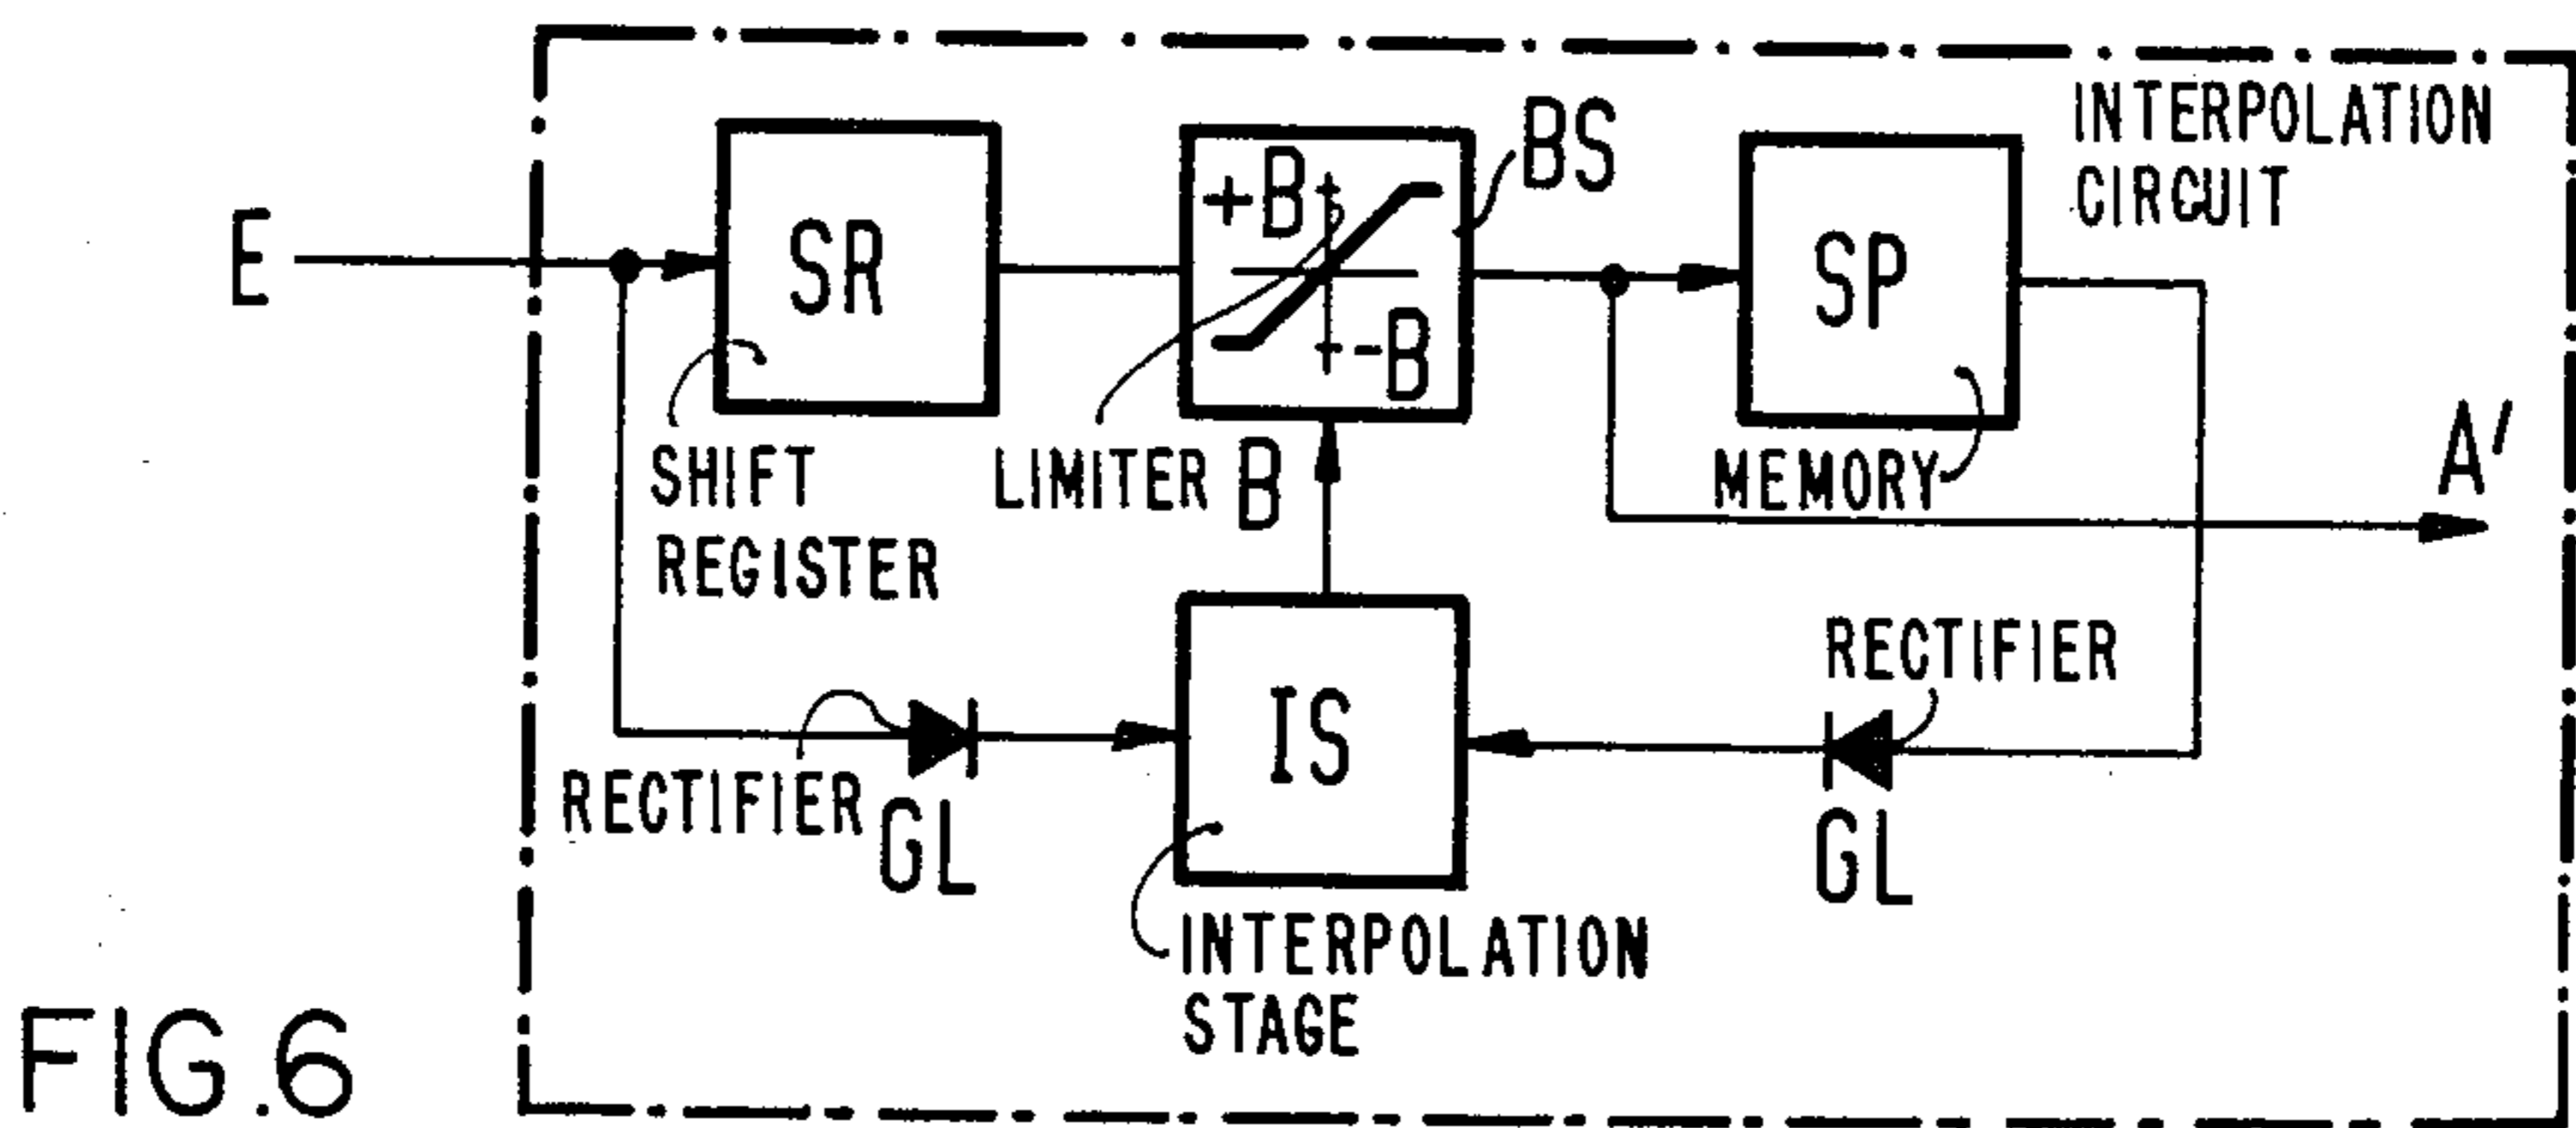 INTERPOLATION
CIRCUIT
E
SR
+B
-B
BS
SP
A'
SHIFT
REGISTER
LIMITER
B
MEMORY
RECTIFIER
IS
RECTIFIER
GL
GL
INTERPOLATION
STAGE
FIG.6